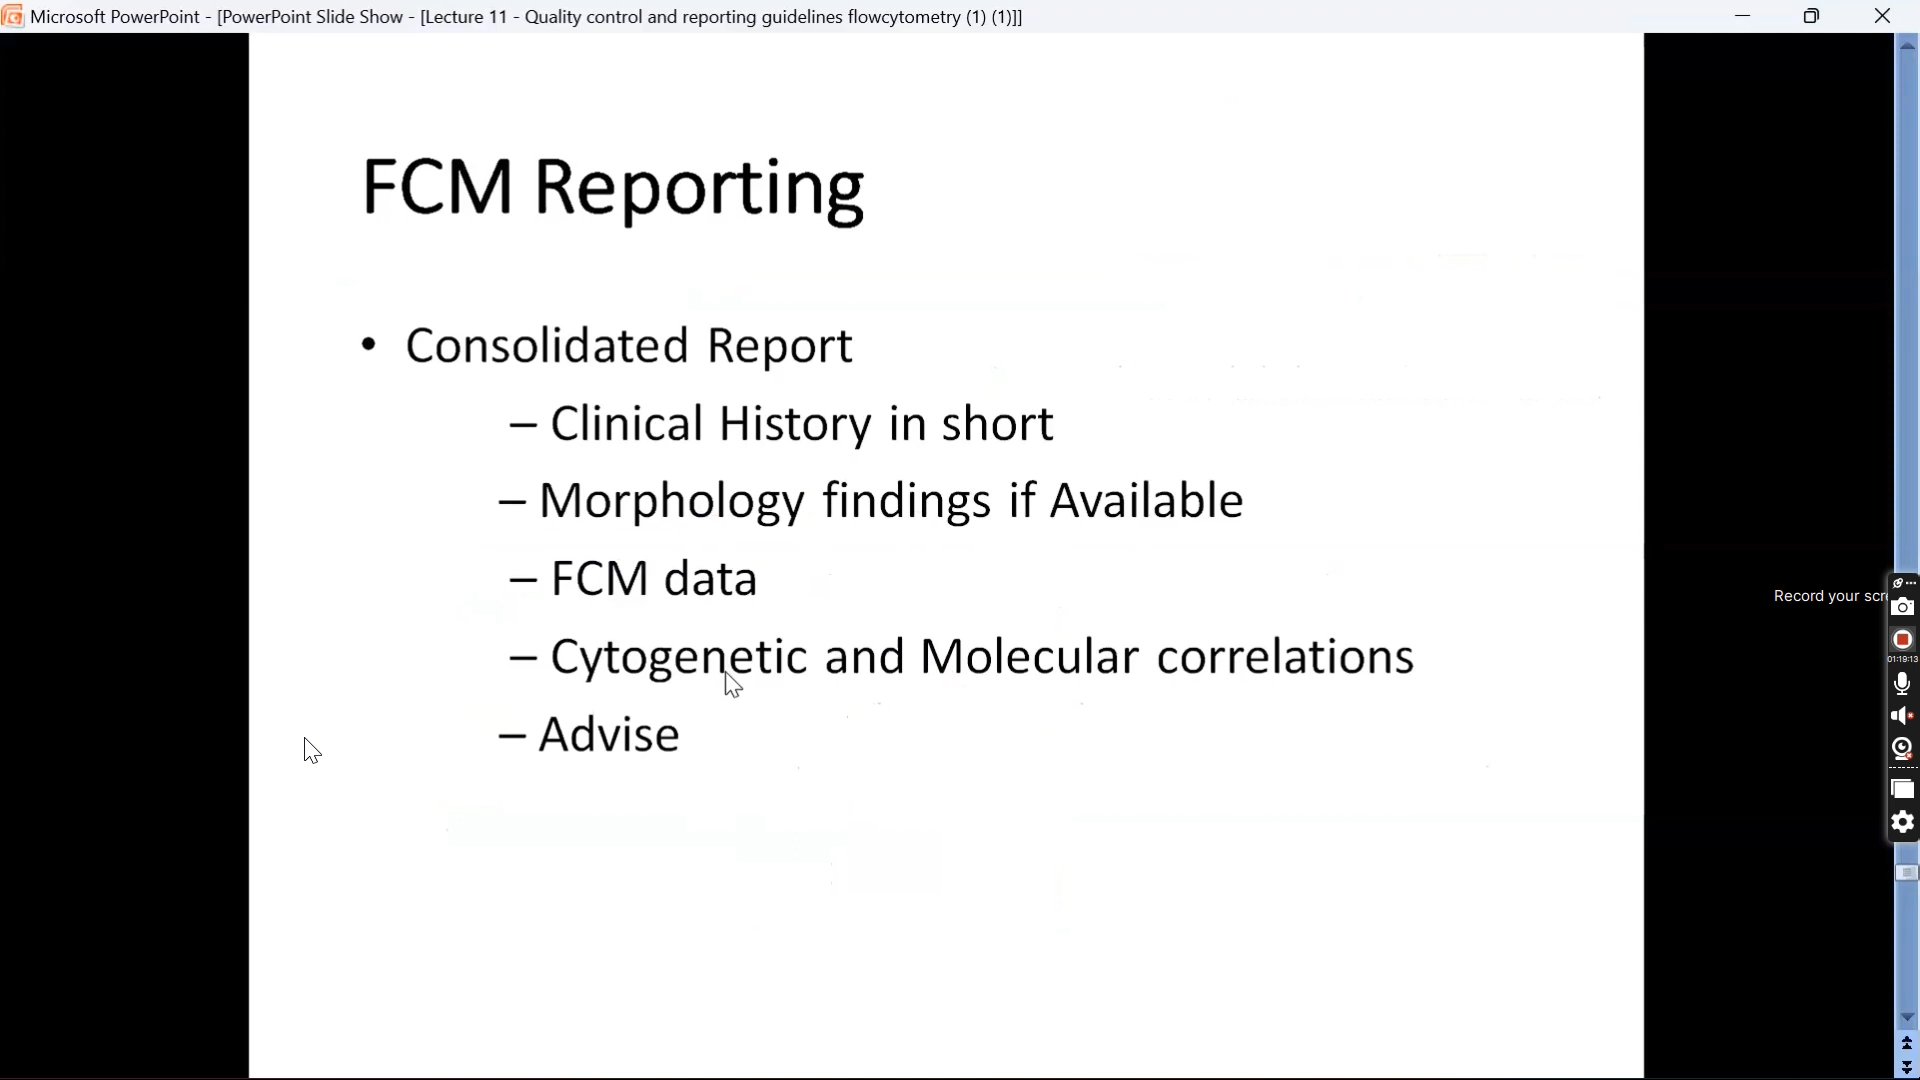 Microsoft PowerPoint - [PowerPoint Slide Show - [Lecture 11 - Quality control and reporting guidelines flowcytometry (1) (1)]]
FCM Reporting
• Consolidated Report
– Clinical History in short
– Morphology findings if Available
– FCM data
– Cytogenetic and Molecular correlations
– Advise
Record your scre
01:19:13